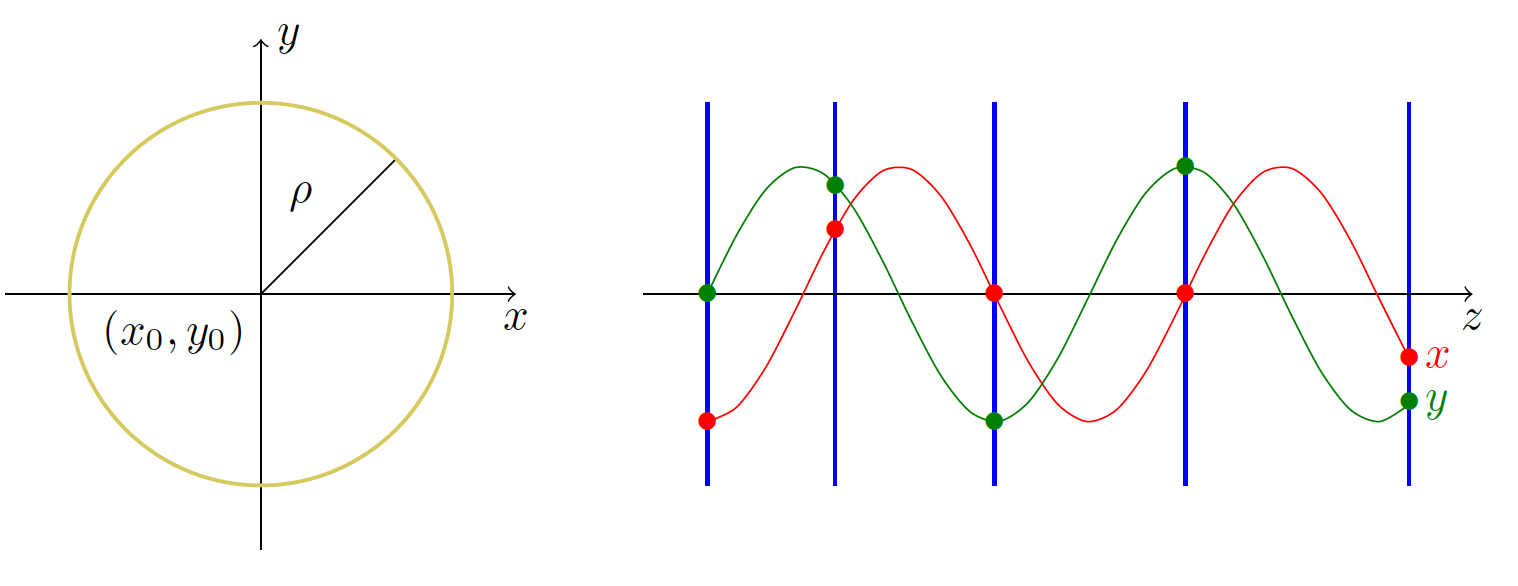 y
ρ
(x₀, y₀)
x
z
x
y